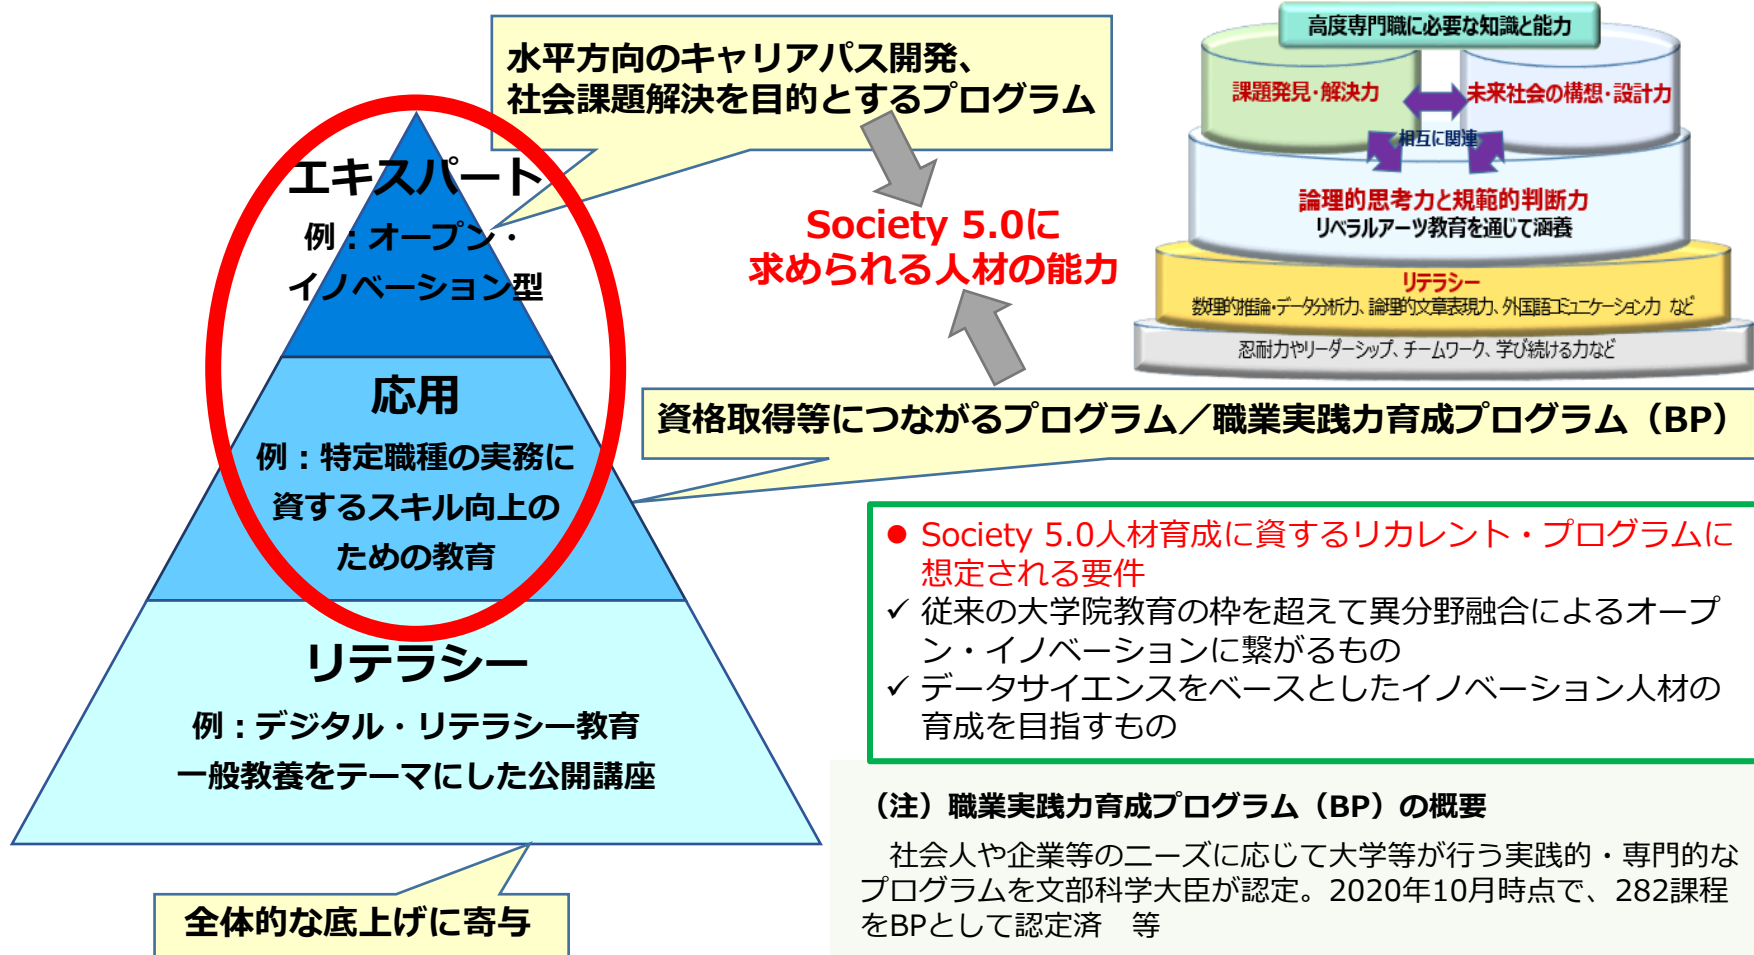 水平方向のキャリアパス開発、
社会課題解決を目的とするプログラム
エキスパート
例：オープン・
イノベーション型
応用
例：特定職種の実務に
資するスキル向上の
ための教育
リテラシー
例：デジタル・リテラシー教育
一般教養をテーマにした公開講座
全体的な底上げに寄与
Society 5.0に
求められる人材の能力
高度専門職に必要な知識と能力
課題発見・解決力
未来社会の構想・設計力
相互に関連
論理的思考力と規範的判断力
リベラルアーツ教育を通じて涵養
リテラシー
数理的推論・データ分析力、論理的文章表現力、外国語コミュニケーション力 など
忍耐力やリーダーシップ、チームワーク、学び続ける力など
資格取得等につながるプログラム／職業実践力育成プログラム（BP）
● Society 5.0人材育成に資するリカレント・プログラムに
想定される要件
✓ 従来の大学院教育の枠を超えて異分野融合によるオープ
ン・イノベーションに繋がるもの
✓ データサイエンスをベースとしたイノベーション人材の
育成を目指すもの
（注）職業実践力育成プログラム（BP）の概要
社会人や企業等のニーズに応じて大学等が行う実践的・専門的な
プログラムを文部科学大臣が認定。2020年10月時点で、282課程
をBPとして認定済　等